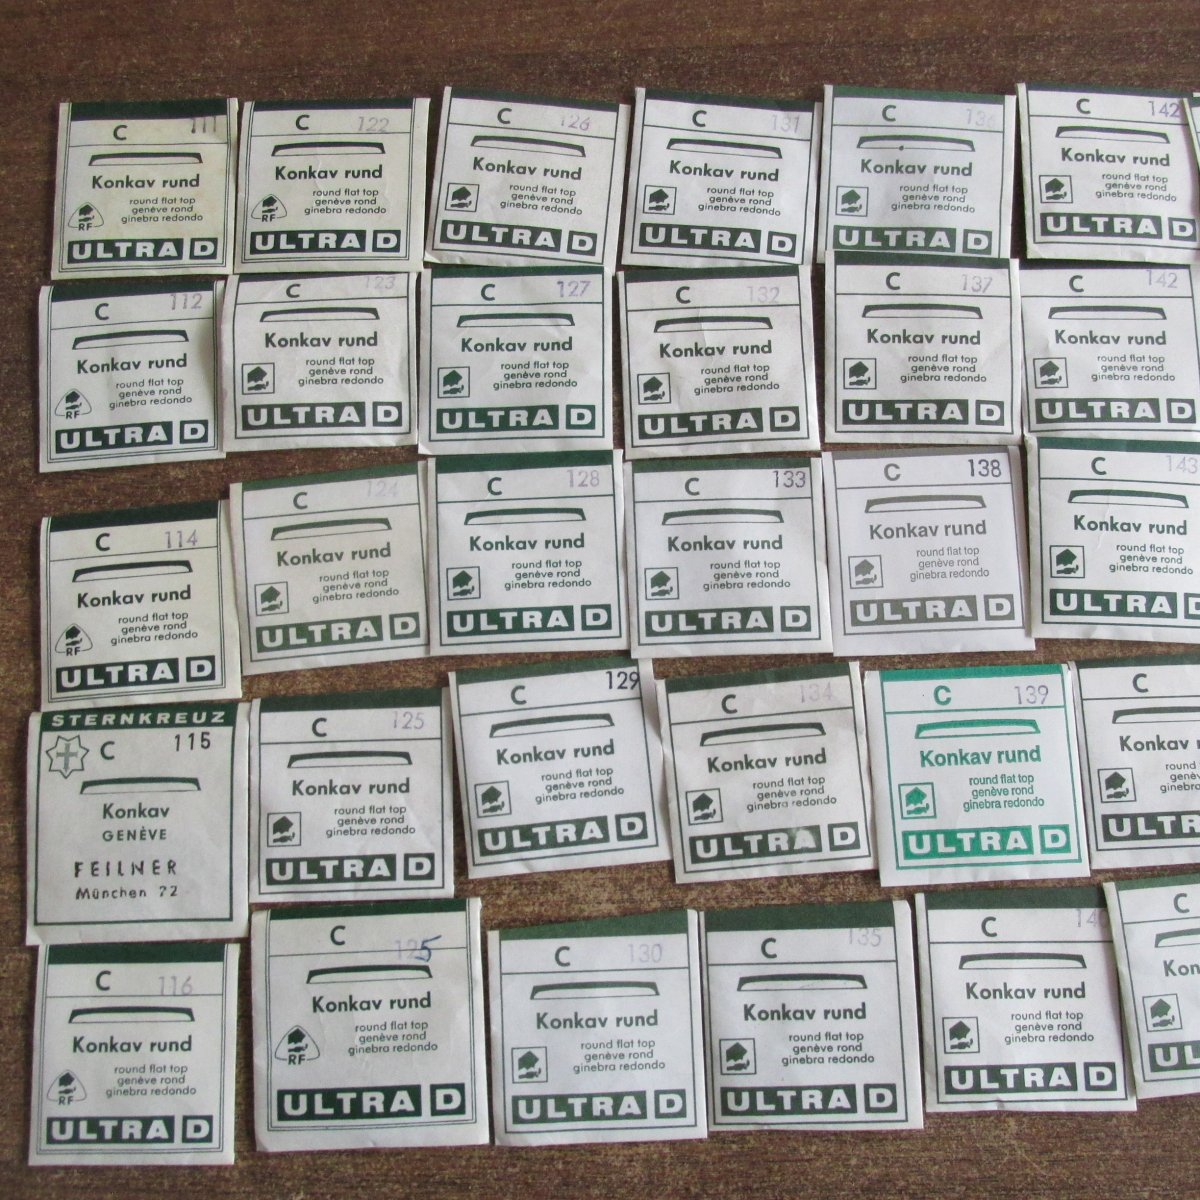 C 111
Konkav rund
round flat top
genève rond
ginebra redondo
RF
ULTRA D
C 122
Konkav rund
round flat top
genève rond
ginebra redondo
RF
ULTRA D
C 126
Konkav rund
round flat top
genève rond
ginebra redondo
ULTRA D
C 131
Konkav rund
round flat top
genève rond
ginebra redondo
ULTRA D
C 136
Konkav rund
round flat top
genève rond
ginebra redondo
ULTRA D
C 142
Konkav rund
round flat top
genève rond
ginebra redondo
ULTRA D
C 112
Konkav rund
round flat top
genève rond
ginebra redondo
RF
ULTRA D
C 123
Konkav rund
round flat top
genève rond
ginebra redondo
ULTRA D
C 127
Konkav rund
round flat top
genève rond
ginebra redondo
ULTRA D
C 132
Konkav rund
round flat top
genève rond
ginebra redondo
ULTRA D
C 137
Konkav rund
round flat top
genève rond
ginebra redondo
ULTRA D
C 142
Konkav rund
round flat top
genève rond
ginebra redondo
ULTRA D
C 114
Konkav rund
round flat top
genève rond
ginebra redondo
RF
ULTRA D
C 124
Konkav rund
round flat top
genève rond
ginebra redondo
ULTRA D
C 128
Konkav rund
round flat top
genève rond
ginebra redondo
ULTRA D
C 133
Konkav rund
round flat top
genève rond
ginebra redondo
ULTRA D
C 138
Konkav rund
round flat top
genève rond
ginebra redondo
ULTRA D
C 143
Konkav rund
round flat top
genève rond
ginebra redondo
ULTRA D
STERNKREUZ
C 115
Konkav
GENÈVE
FEILNER
München 22
C 125
Konkav rund
round flat top
genève rond
ginebra redondo
ULTRA D
C 129
Konkav rund
round flat top
genève rond
ginebra redondo
ULTRA D
C 134
Konkav rund
round flat top
genève rond
ginebra redondo
ULTRA D
C 139
Konkav rund
round flat top
genève rond
ginebra redondo
ULTRA D
C
Konkav
round
genève
ginebra
ULTR
C 116
Konkav rund
round flat top
genève rond
ginebra redondo
RF
ULTRA D
C 125
Konkav rund
round flat top
genève rond
ginebra redondo
RF
ULTRA D
C 130
Konkav rund
round flat top
genève rond
ginebra redondo
ULTRA D
C 135
Konkav rund
round flat top
genève rond
ginebra redondo
ULTRA D
C 140
Konkav rund
round flat top
genève rond
ginebra redondo
ULTRA D
C
Kon
UL